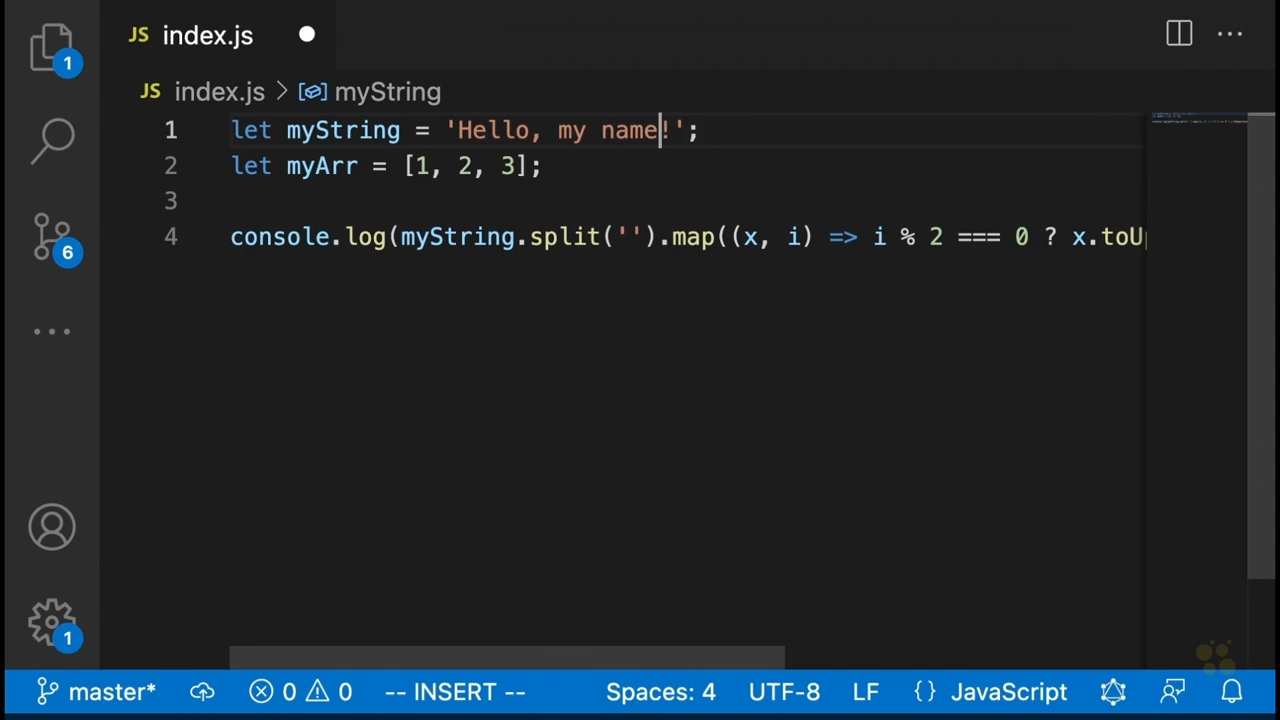 JS index.js
JS index.js > myString
1 let myString = 'Hello, my name!';
2 let myArr = [1, 2, 3];
3
4 console.log(myString.split('').map((x, i) => i % 2 === 0 ? x.toU
1
6
1
master* 0 0 -- INSERT -- Spaces: 4 UTF-8 LF {} JavaScript